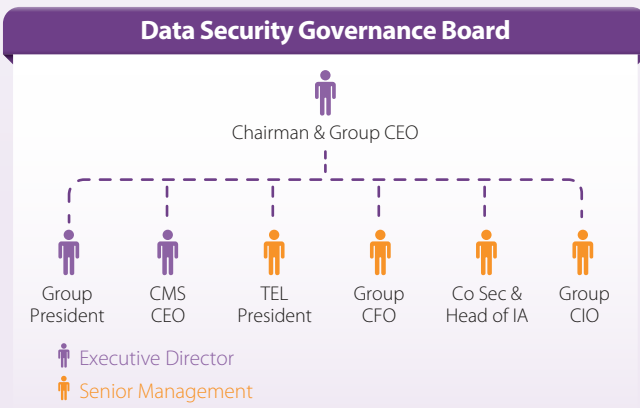 Data Security Governance Board
Chairman & Group CEO
Group
President
CMS
CEO
TEL
President
Group
CFO
Co Sec &
Head of IA
Group
CIO
Executive Director
Senior Management